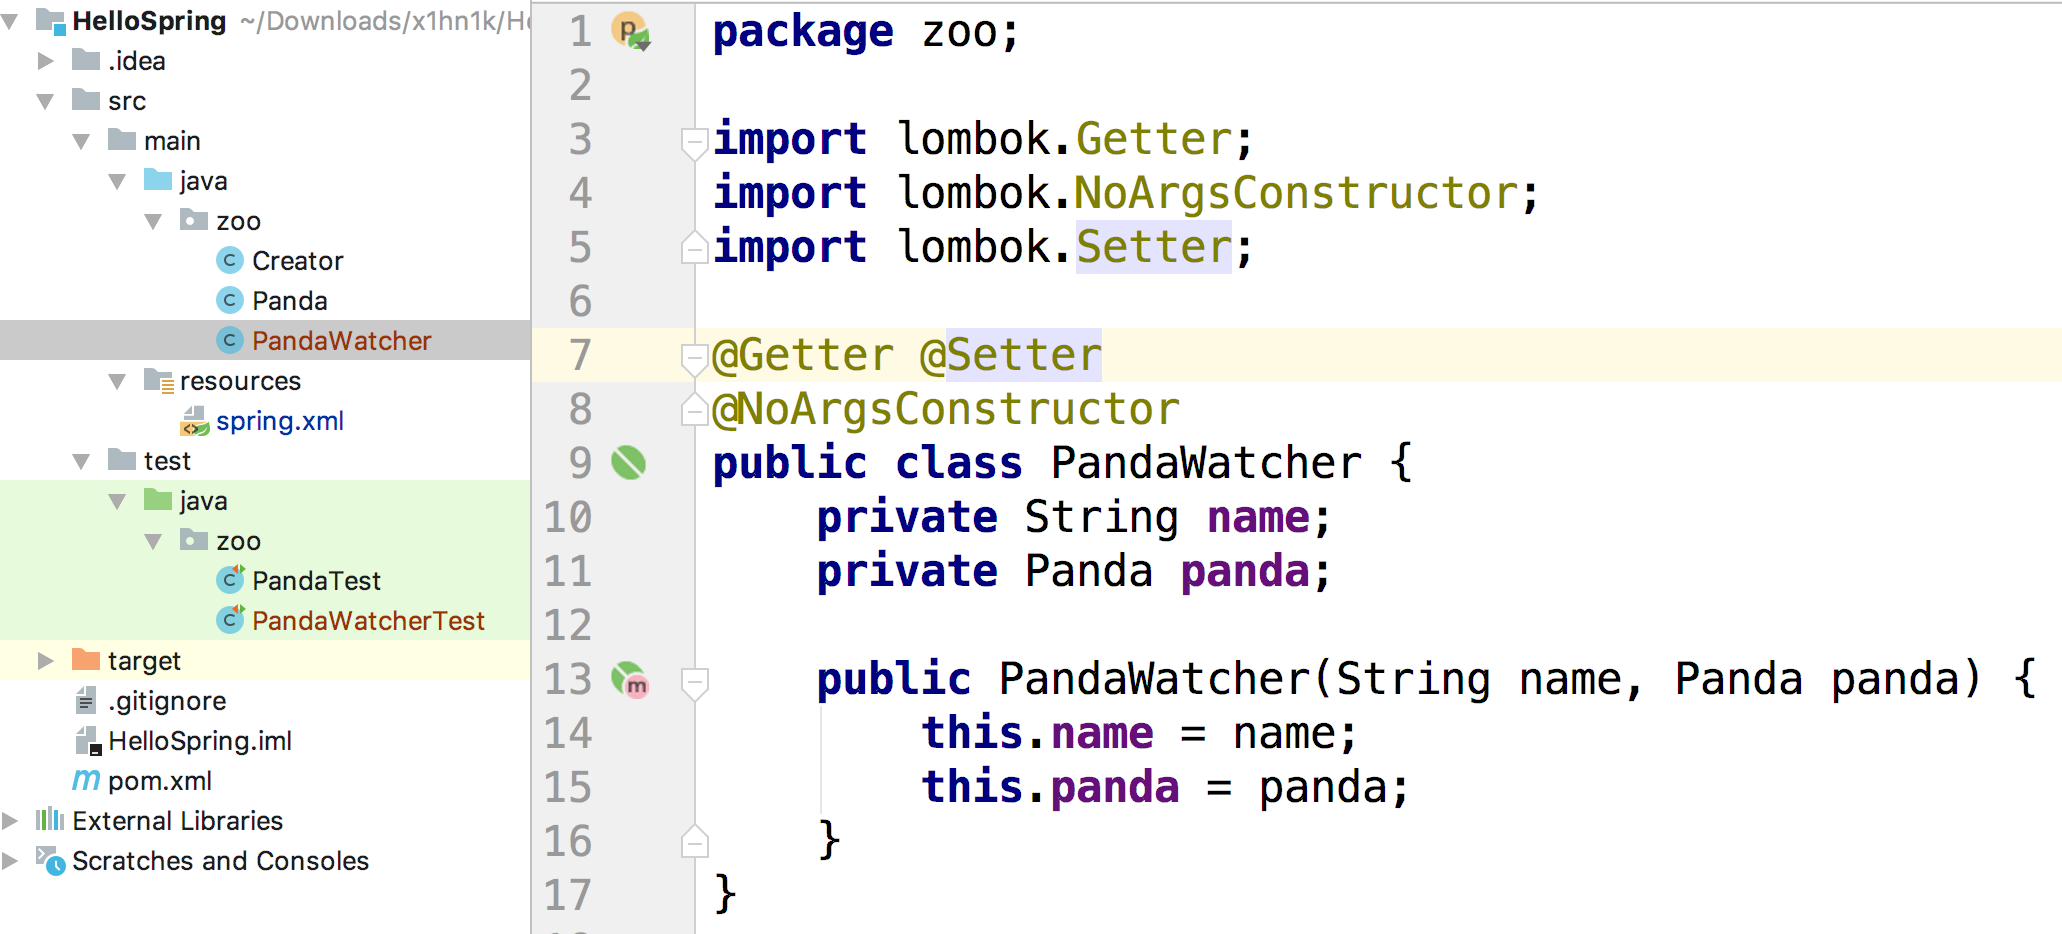 HelloSpring ~/Downloads/x1hn1k/H
.idea
src
main
java
zoo
Creator
Panda
PandaWatcher
resources
spring.xml
test
java
zoo
PandaTest
PandaWatcherTest
target
.gitignore
HelloSpring.iml
pom.xml
External Libraries
Scratches and Consoles
1 package zoo;
2
3 import lombok.Getter;
4 import lombok.NoArgsConstructor;
5 import lombok.Setter;
6
7 @Getter @Setter
8 @NoArgsConstructor
9 public class PandaWatcher {
10 private String name;
11 private Panda panda;
12
13 public PandaWatcher(String name, Panda panda) {
14 this.name = name;
15 this.panda = panda;
16 }
17 }